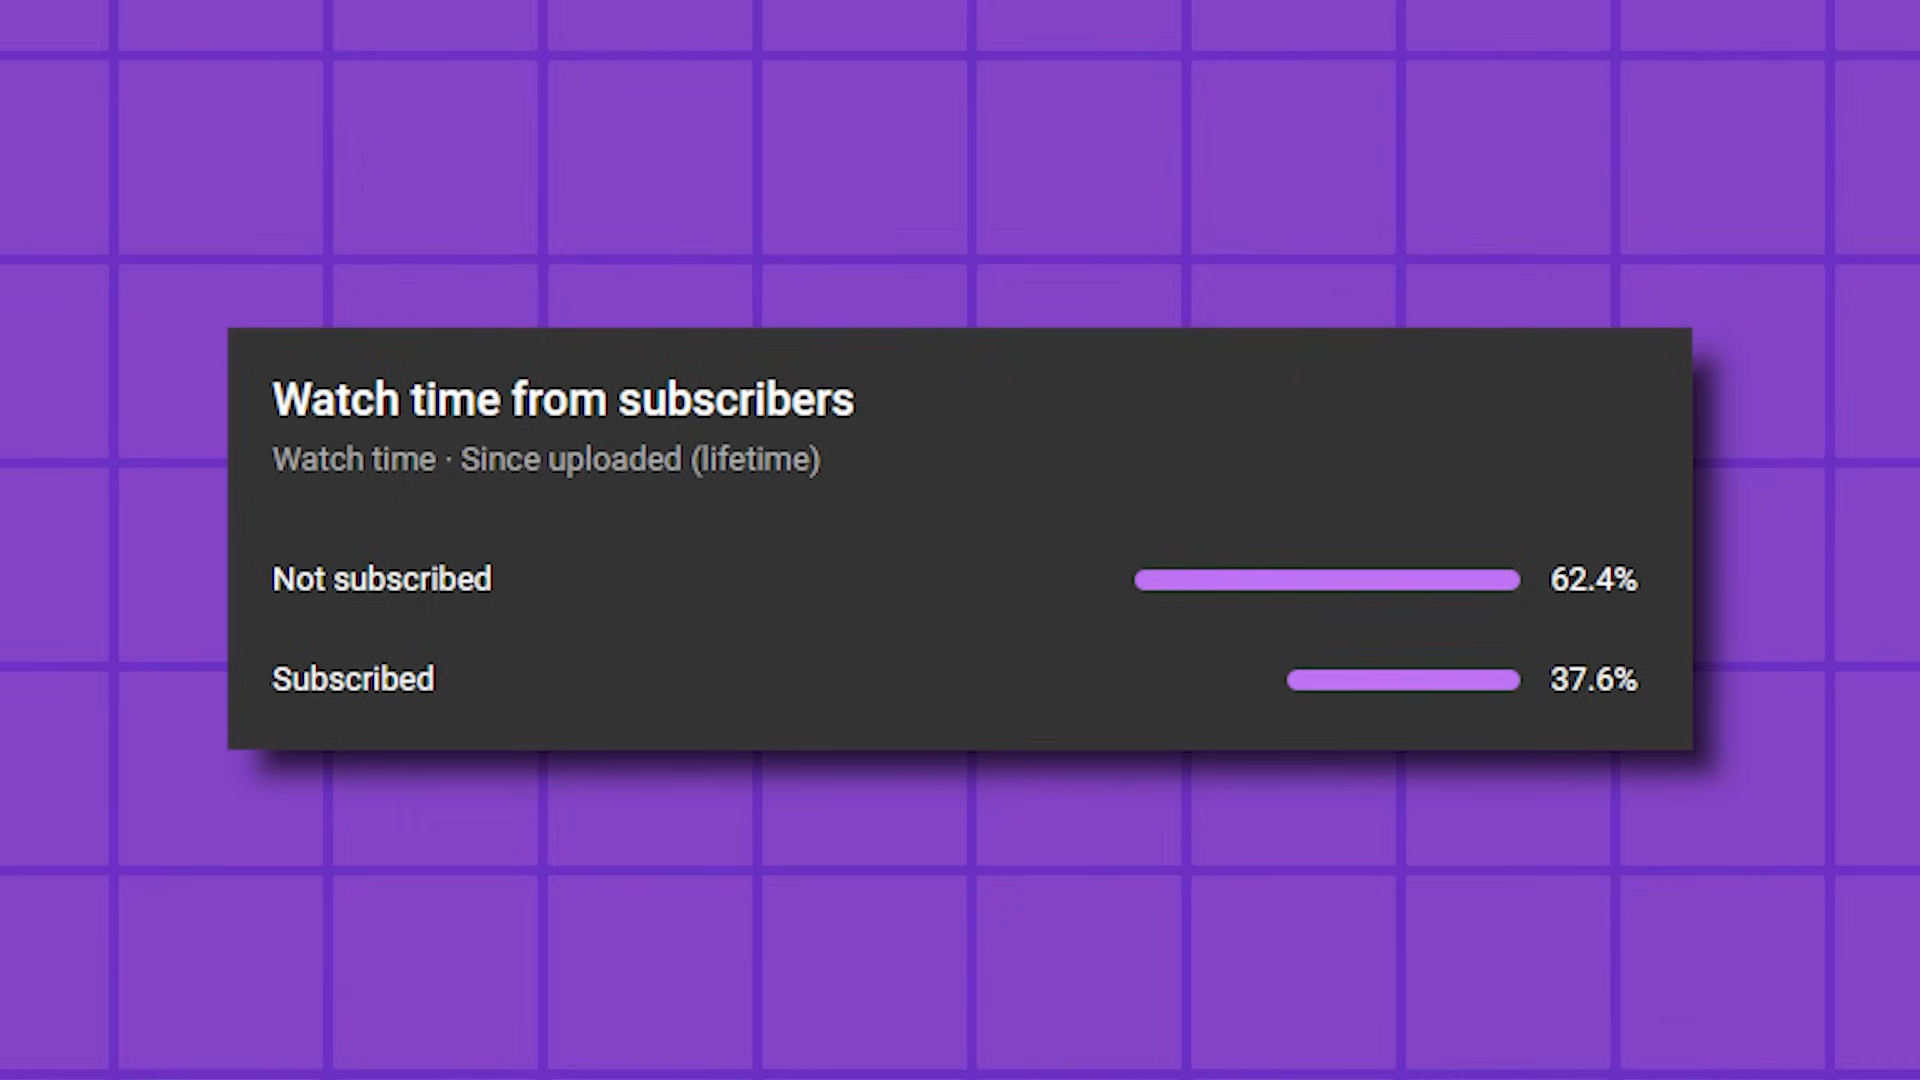 Watch time from subscribers
Watch time · Since uploaded (lifetime)
Not subscribed 62.4%
Subscribed 37.6%